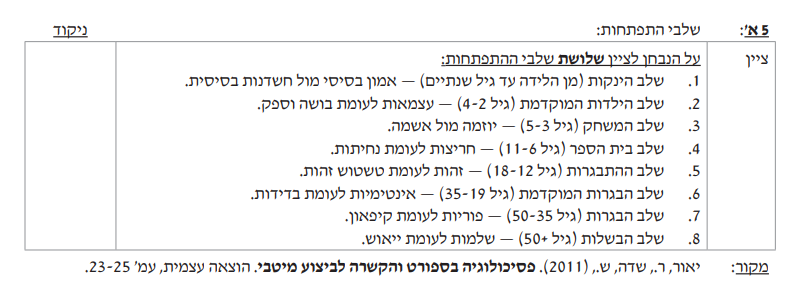 5 א': שלבי התפתחות: ניקוד
ציין על הנבחן לציין שלושת שלבי ההתפתחות:
1. שלב הינקות (מן הלידה עד גיל שנתיים) — אמון בסיסי מול חשדנות בסיסית.
2. שלב הילדות המוקדמת (גיל 4-2) — עצמאות לעומת בושה וספק.
3. שלב המשחק (גיל 5-3) — יוזמה מול אשמה.
4. שלב בית הספר (גיל 11-6) — חריצות לעומת נחיתות.
5. שלב ההתבגרות (גיל 18-12) — זהות לעומת טשטוש זהות.
6. שלב הבגרות המוקדמת (גיל 35-19) — אינטימיות לעומת בדידות.
7. שלב הבגרות (גיל 50-35) — פוריות לעומת קיפאון.
8. שלב הבשלות (גיל 50+) — שלמות לעומת ייאוש.
מקור: יאור, ר., שדה, ש., (2011). פסיכולוגיה בספורט והקשרה לביצוע מיטבי. הוצאה עצמית, עמ' 23-25.